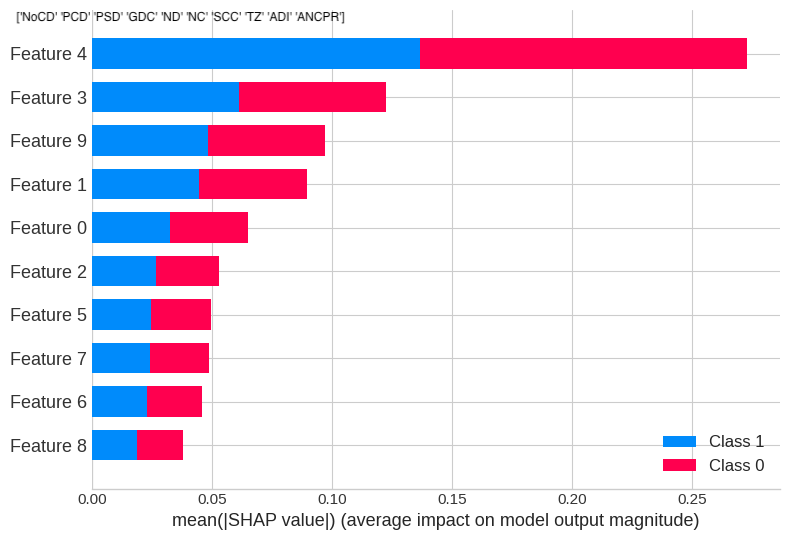 ['NoCD' 'PCD' 'PSD' 'GDC' 'ND' 'NC' 'SCC' 'TZ' 'ADI' 'ANCPR']
Feature 4
Feature 3
Feature 9
Feature 1
Feature 0
Feature 2
Feature 5
Feature 7
Feature 6
Feature 8
Class 1
Class 0
0.00 0.05 0.10 0.15 0.20 0.25
mean(|SHAP value|) (average impact on model output magnitude)